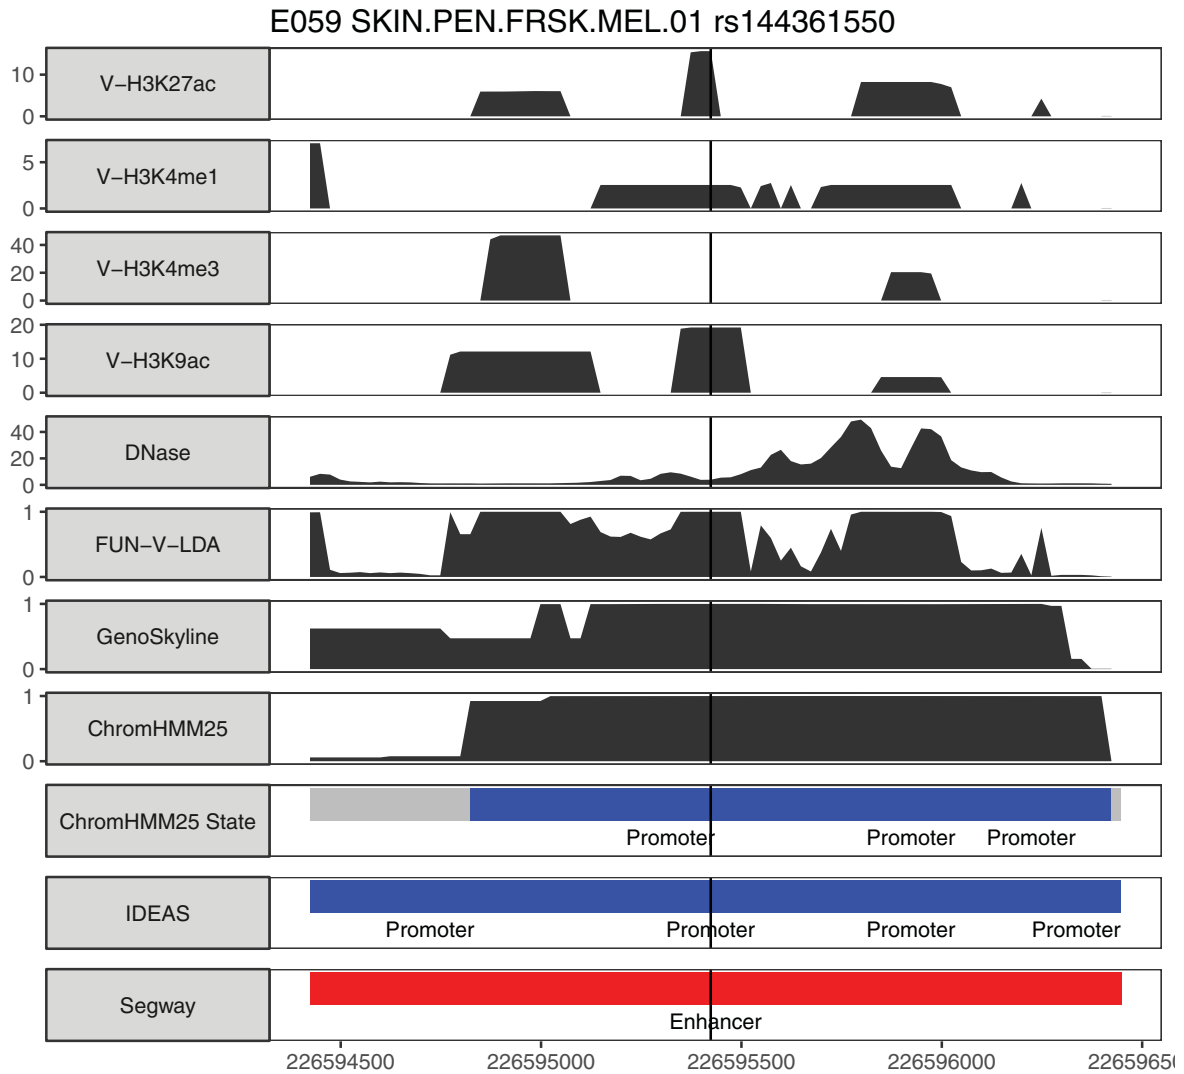 E059 SKIN.PEN.FRSK.MEL.01 rs144361550
10
0
V−H3K27ac
5
0
V−H3K4me1
40
20
0
V−H3K4me3
20
10
0
V−H3K9ac
40
20
0
DNase
1
0
FUN−V−LDA
1
0
GenoSkyline
1
0
ChromHMM25
ChromHMM25 State
Promoter Promoter Promoter
IDEAS
Promoter Promoter Promoter Promoter
Segway
Enhancer
226594500 226595000 226595500 226596000 2265965